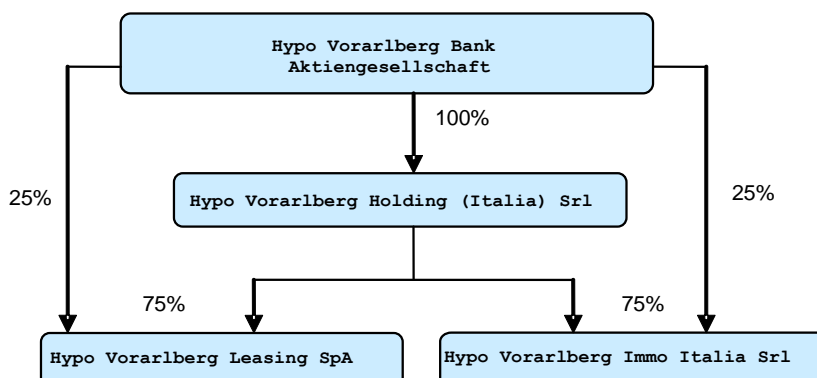 Hypo Vorarlberg Bank
Aktiengesellschaft
100%
25%
Hypo Vorarlberg Holding (Italia) Srl
25%
75%
75%
Hypo Vorarlberg Leasing SpA
Hypo Vorarlberg Immo Italia Srl